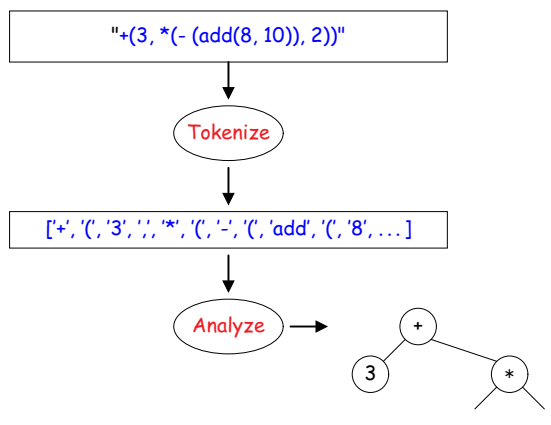 "+(3, *(- (add(8, 10)), 2))"
Tokenize
['+', '(', '3', ',', '*', '(', '-', '(', 'add', '(', '8', ...]
Analyze
+
3
*